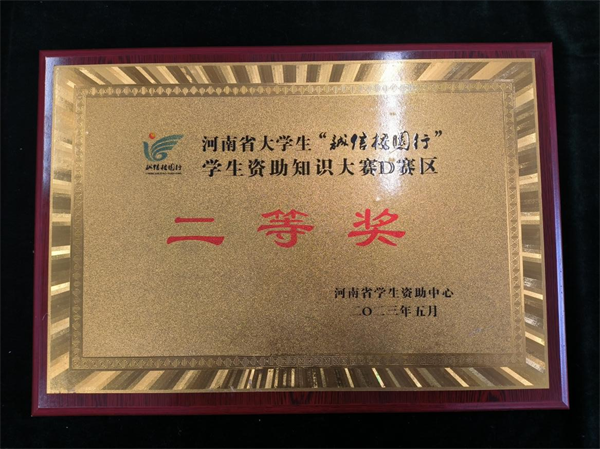 诚信校园行
河南省大学生“诚信校园行”
学生资助知识大赛D赛区
二等奖
河南省学生资助中心
二〇二三年五月